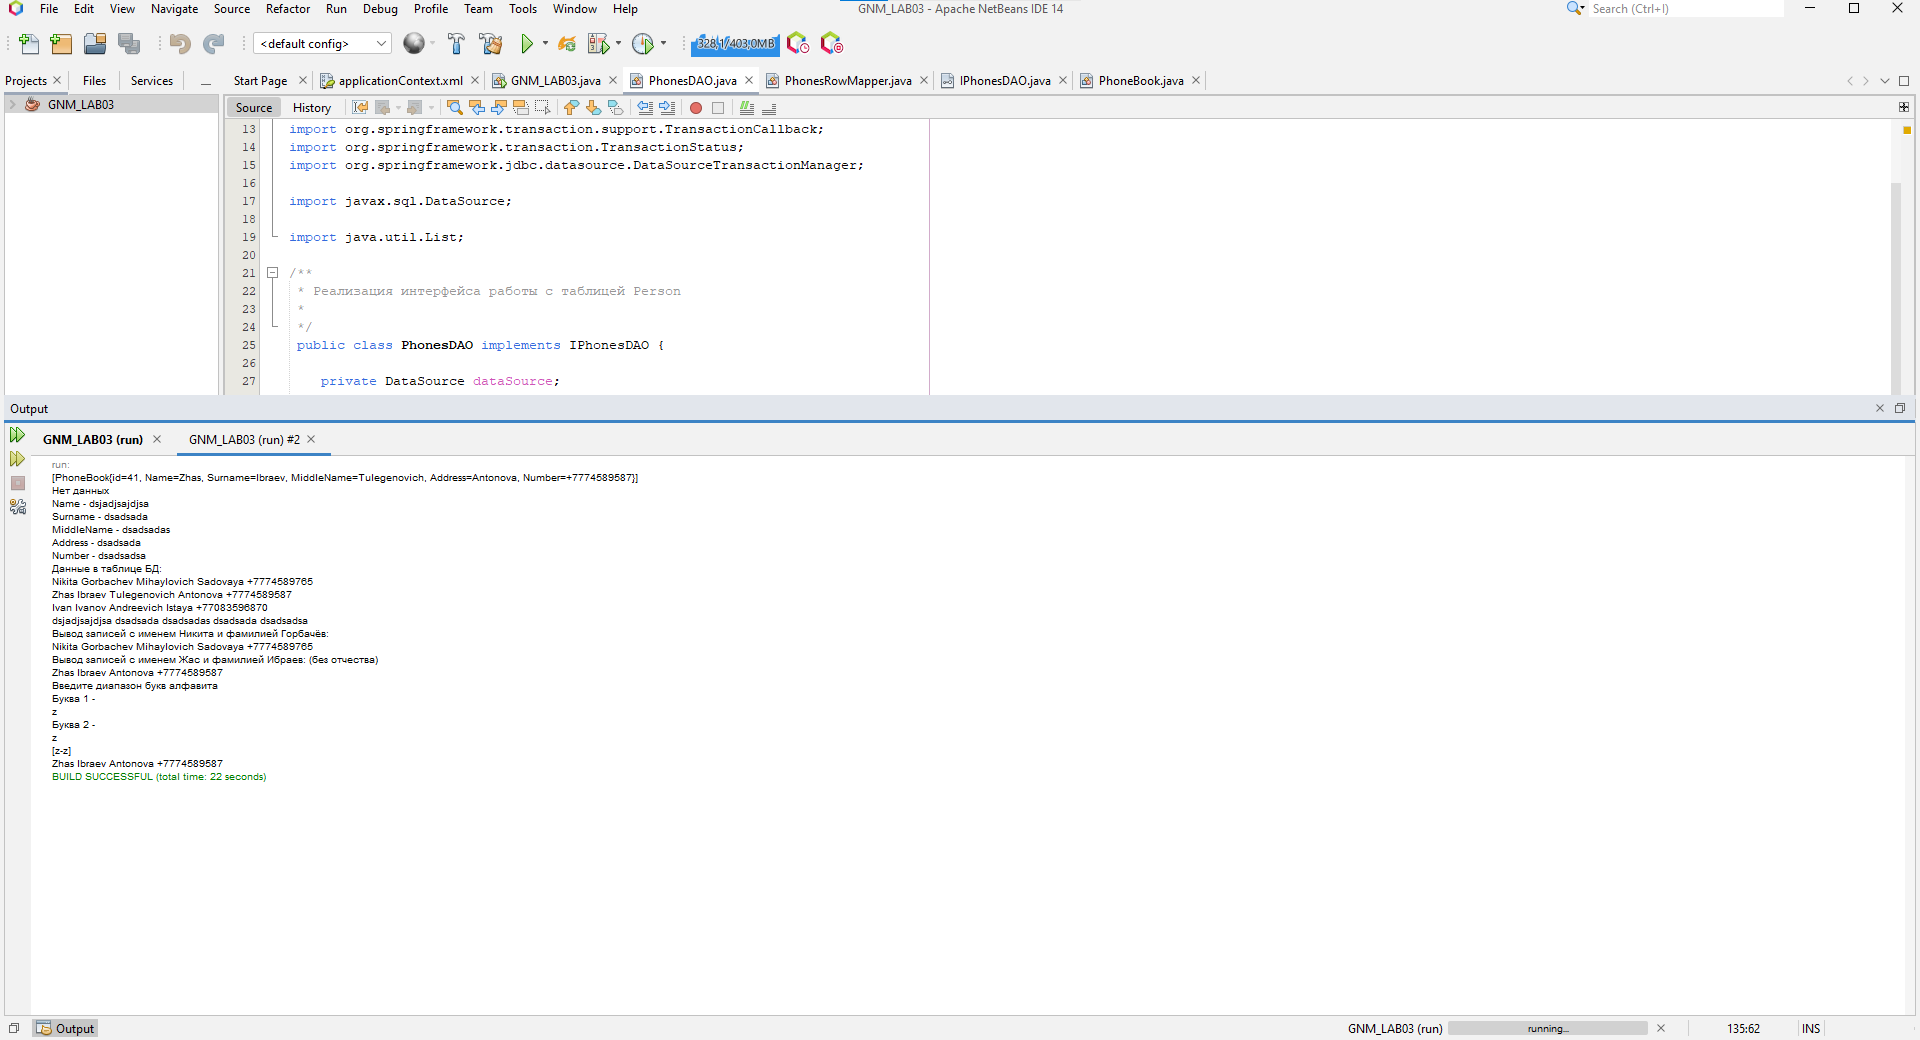 File Edit View Navigate Source Refactor Run Debug Profile Team Tools Window Help
GNM_LAB03 - Apache NetBeans IDE 14
Search (Ctrl+I)
<default config>
328,1/403,0MB
Projects Files Services
Start Page applicationContext.xml GNM_LAB03.java PhonesDAO.java PhonesRowMapper.java IPhonesDAO.java PhoneBook.java
GNM_LAB03
Source History
13 import org.springframework.transaction.support.TransactionCallback;
14 import org.springframework.transaction.TransactionStatus;
15 import org.springframework.jdbc.datasource.DataSourceTransactionManager;
16
17 import javax.sql.DataSource;
18
19 import java.util.List;
20
21 /**
22 * Реализация интерфейса работы с таблицей Person
23 *
24 */
25 public class PhonesDAO implements IPhonesDAO {
26
27 private DataSource dataSource;
Output
GNM_LAB03 (run) GNM_LAB03 (run) #2
run:
[PhoneBook{id=41, Name=Zhas, Surname=Ibraev, MiddleName=Tulegenovich, Address=Antonova, Number=+7774589587}]
Нет данных
Name - dsjadjsajdjsa
Surname - dsadsada
MiddleName - dsadsadas
Address - dsadsada
Number - dsadsadsa
Данные в таблице БД:
Nikita Gorbachev Mihaylovich Sadovaya +7774589765
Zhas Ibraev Tulegenovich Antonova +7774589587
Ivan Ivanov Andreevich Istaya +77083596870
dsjadjsajdjsa dsadsada dsadsadas dsadsada dsadsadsa
Вывод записей с именем Никита и фамилией Горбачёв:
Nikita Gorbachev Mihaylovich Sadovaya +7774589765
Вывод записей с именем Жас и фамилией Ибраев: (без отчества)
Zhas Ibraev Antonova +7774589587
Введите диапазон букв алфавита
Буква 1 -
z
Буква 2 -
z
[z-z]
Zhas Ibraev Antonova +7774589587
BUILD SUCCESSFUL (total time: 22 seconds)
Output
GNM_LAB03 (run) running... 135:62 INS